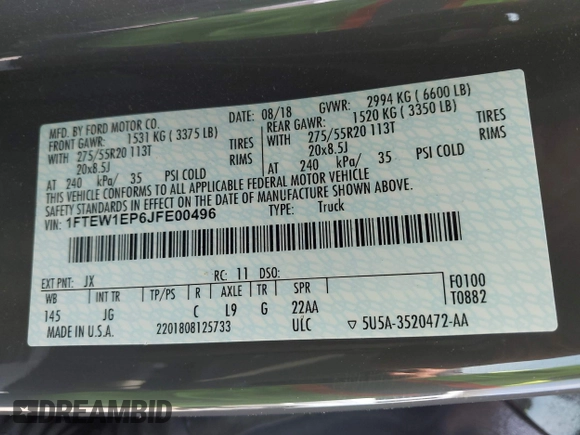 MFD. BY FORD MOTOR CO. 08/18 GVWR: 2994 KG ( 6600 LB)
FRONT GAWR: 1531 KG ( 3375 LB) REAR GAWR: 1520 KG ( 3350 LB)
WITH 275/55R20 113T TIRES WITH 275/55R20 113T TIRES
20x8.5J RIMS 20x8.5J RIMS
AT 240 kPa/ 35 PSI COLD AT 240 kPa/ 35 PSI COLD
THIS VEHICLE CONFORMS TO ALL APPLICABLE FEDERAL MOTOR VEHICLE
SAFETY STANDARDS IN EFFECT ON THE DATE OF MANUFACTURE SHOWN ABOVE.
VIN: 1FTEW1EP6JFE00496 TYPE: Truck
EXT PNT: JX RC: 11 DSO: F0100
WB INT TR TP/PS R AXLE TR SPR T0882
145 JG C L9 G 22AA
MADE IN U.S.A. 2201808125733 ULC ▽ 5U5A-3520472-AA
DREAMBID